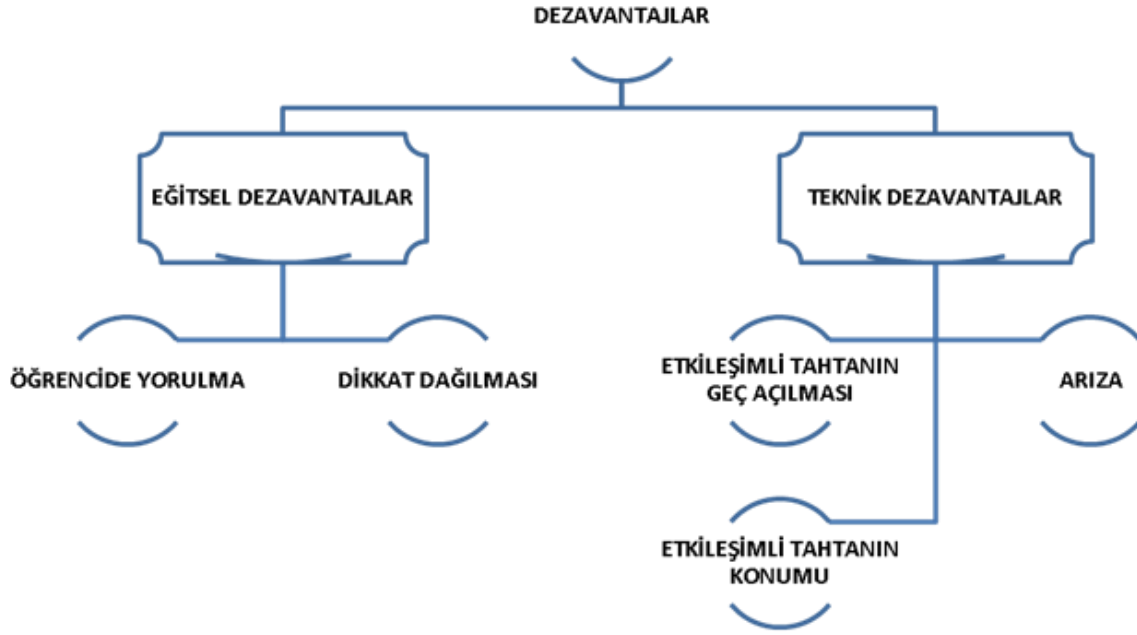 DEZAVANTAJLAR
EĞİTSEL DEZAVANTAJLAR
TEKNİK DEZAVANTAJLAR
ÖĞRENCİDE YORULMA
DİKKAT DAĞILMASI
ETKİLEŞİMLİ TAHTANIN
GEÇ AÇILMASI
ARIZA
ETKİLEŞİMLİ TAHTANIN
KONUMU